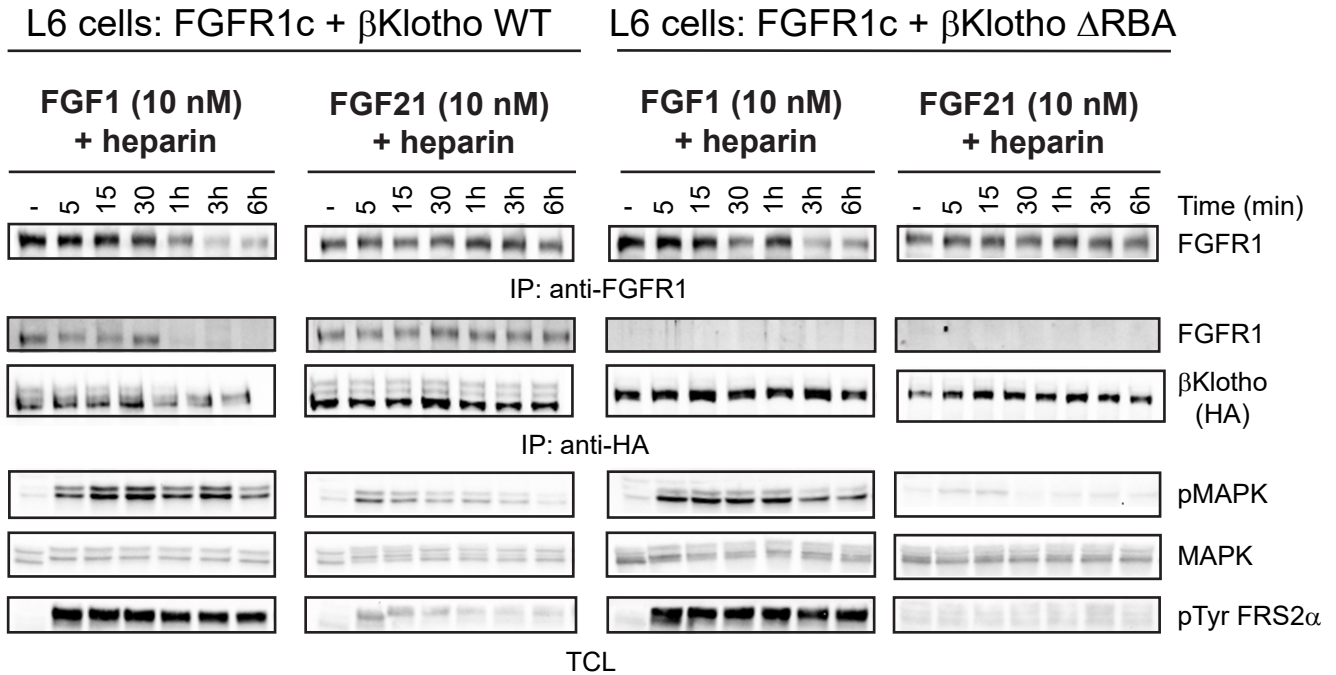 L6 cells: FGFR1c + βKlotho WT
L6 cells: FGFR1c + βKlotho ΔRBA
FGF1 (10 nM)
+ heparin
FGF21 (10 nM)
+ heparin
FGF1 (10 nM)
+ heparin
FGF21 (10 nM)
+ heparin
- 5 15 30 1h 3h 6h
- 5 15 30 1h 3h 6h
- 5 15 30 1h 3h 6h
- 5 15 30 1h 3h 6h
Time (min)
FGFR1
IP: anti-FGFR1
FGFR1
βKlotho
(HA)
IP: anti-HA
pMAPK
MAPK
pTyr FRS2α
TCL